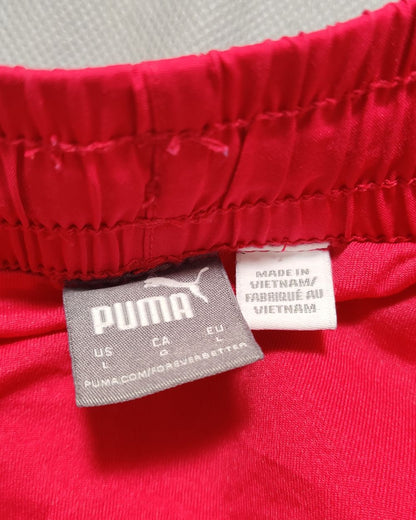 PUMA
US CA EU
L G L
PUMA.COM/FOREVERBETTER
MADE IN
VIETNAM/
FABRIQUÉ AU
VIETNAM